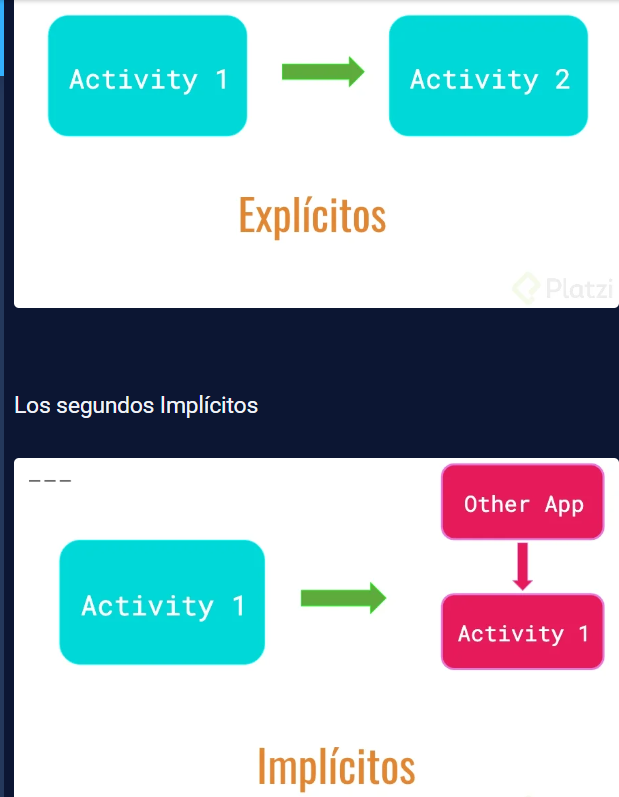 Activity 1
Activity 2
Explícitos
Platzi
Los segundos Implícitos
---
Other App
Activity 1
Activity 1
Implícitos